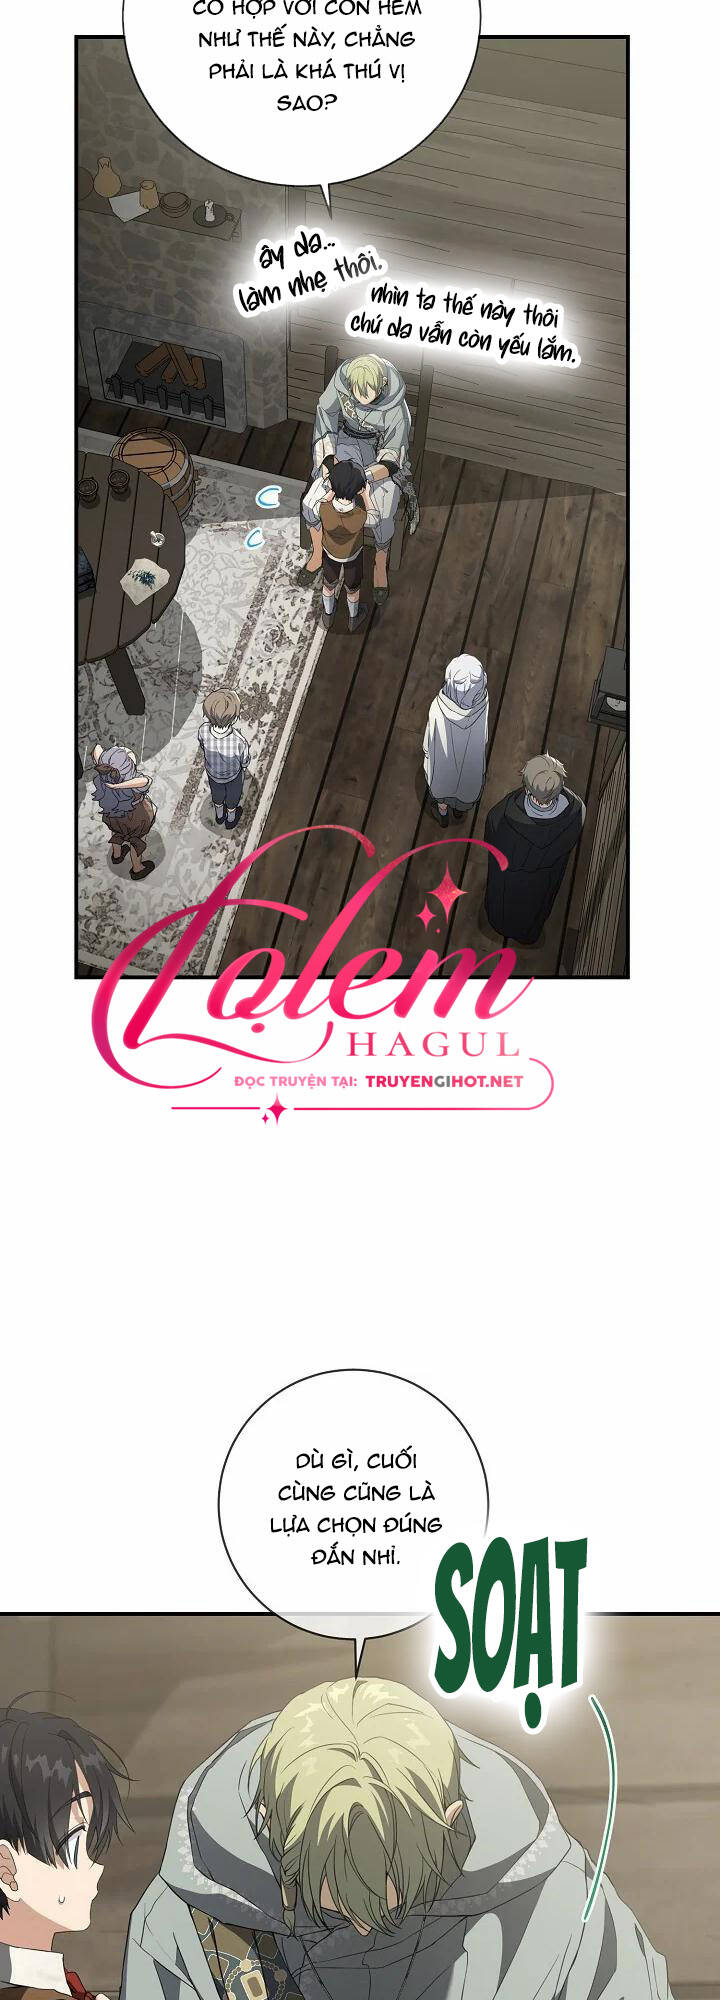 CÓ HỢP VỚI CON HẺM
NHƯ THẾ NÀY, CHẲNG
PHẢI LÀ KHÁ THÚ VỊ
SAO?
ây da...
làm nhẹ thôi.
nhìn ta thế này thôi
chứ da vẫn còn yếu lắm.
Lọlem
HAGUL
ĐỌC TRUYỆN TẠI: TRUYENGIHOT.NET
DÙ GÌ, CUỐI
CÙNG CŨNG LÀ
LỰA CHỌN ĐÚNG
ĐẮN NHỈ.
SOẠT